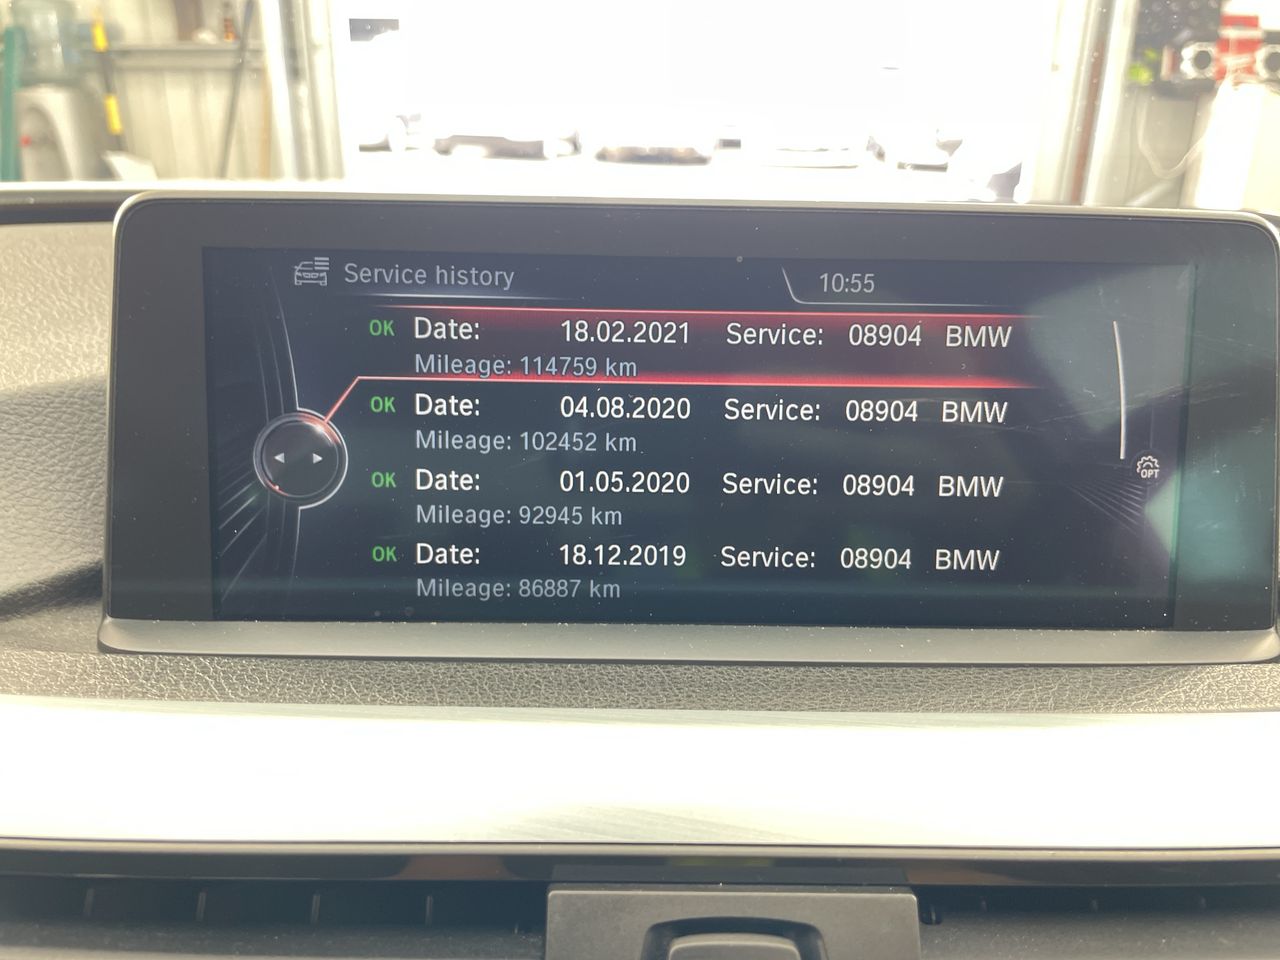 Service history 10:55
OK Date: 18.02.2021 Service: 08904 BMW
Mileage: 114759 km
OK Date: 04.08.2020 Service: 08904 BMW
Mileage: 102452 km
OK Date: 01.05.2020 Service: 08904 BMW
Mileage: 92945 km
OPT
OK Date: 18.12.2019 Service: 08904 BMW
Mileage: 86887 km